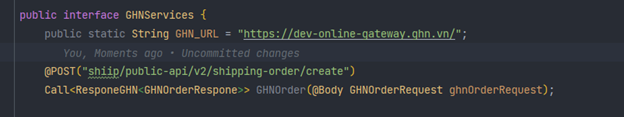 public interface GHNServices {
public static String GHN_URL = "https://dev-online-gateway.ghn.vn/";
You, Moments ago • Uncommitted changes
@POST("shiip/public-api/v2/shipping-order/create")
Call<ResponeGHN<GHNOrderRespone>> GHNOrder(@Body GHNOrderRequest ghnOrderRequest);